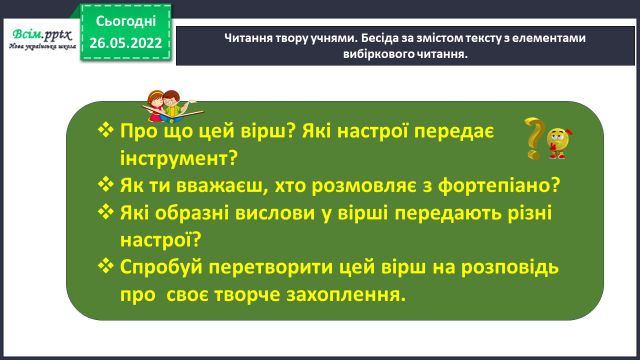 Всім.pptx
Нова українська школа
Сьогодні
26.05.2022
Читання твору учнями. Бесіда за змістом тексту з елементами
вибіркового читання.
❖ Про що цей вірш? Які настрої передає
інструмент?
❖ Як ти вважаєш, хто розмовляє з фортепіано?
❖ Які образні вислови у вірші передають різні
настрої?
❖ Спробуй перетворити цей вірш на розповідь
про своє творче захоплення.